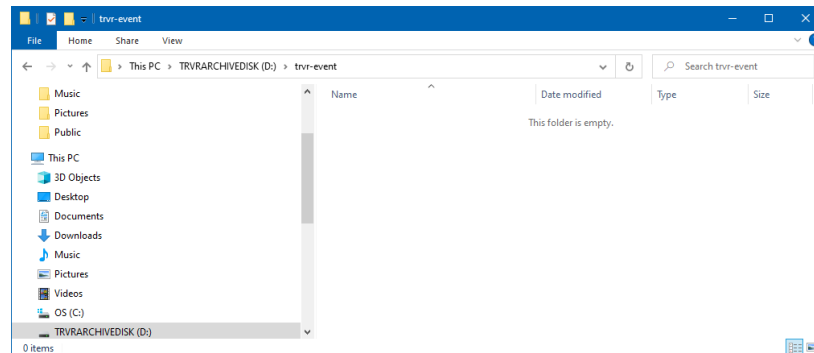 trvr-event
File Home Share View
This PC > TRVRARCHIVEDISK (D:) > trvr-event Search trvr-event
Name Date modified Type Size
This folder is empty.
Music
Pictures
Public
This PC
3D Objects
Desktop
Documents
Downloads
Music
Pictures
Videos
OS (C:)
TRVRARCHIVEDISK (D:)
0 items